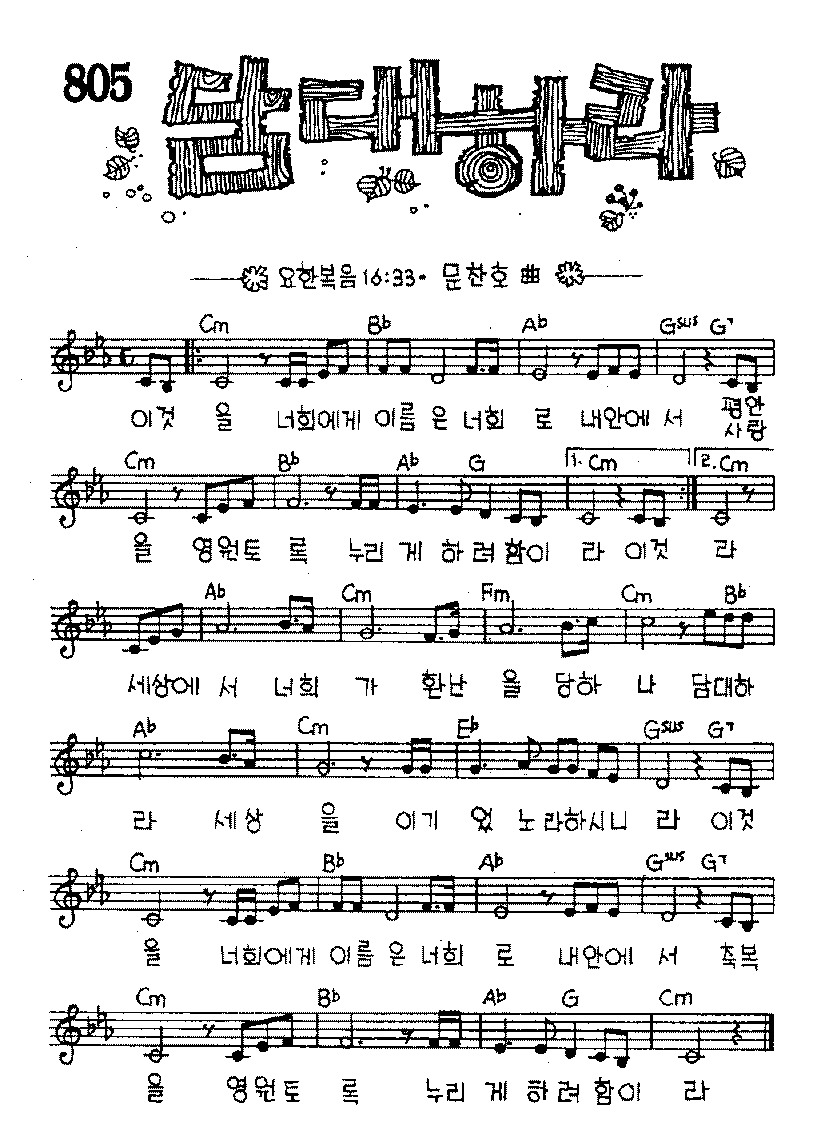 805 담대하라
요한복음 16:33. 문찬호 曲
Cm Bb Ab Gsus G7
이것 을 너희에게 이름 은 너희 로 내안에 서 평안
사랑
Cm Bb Ab G 1. Cm 2. Cm
을 영원토 록 누리 게 하 려 함이 라 이것 라
Ab Cm Fm Cm Bb
세상에 서 너희 가 환난 을 당하 나 담대하
Ab Cm Eb Gsus G7
라 세상 을 이기 었 노 라하시니 라 이것
Cm Bb Ab Gsus G7
을 너희에게 이름 은 너희 로 내안에 서 축복
Cm Bb Ab G Cm
을 영원토 록 누리 게 하 려 함이 라